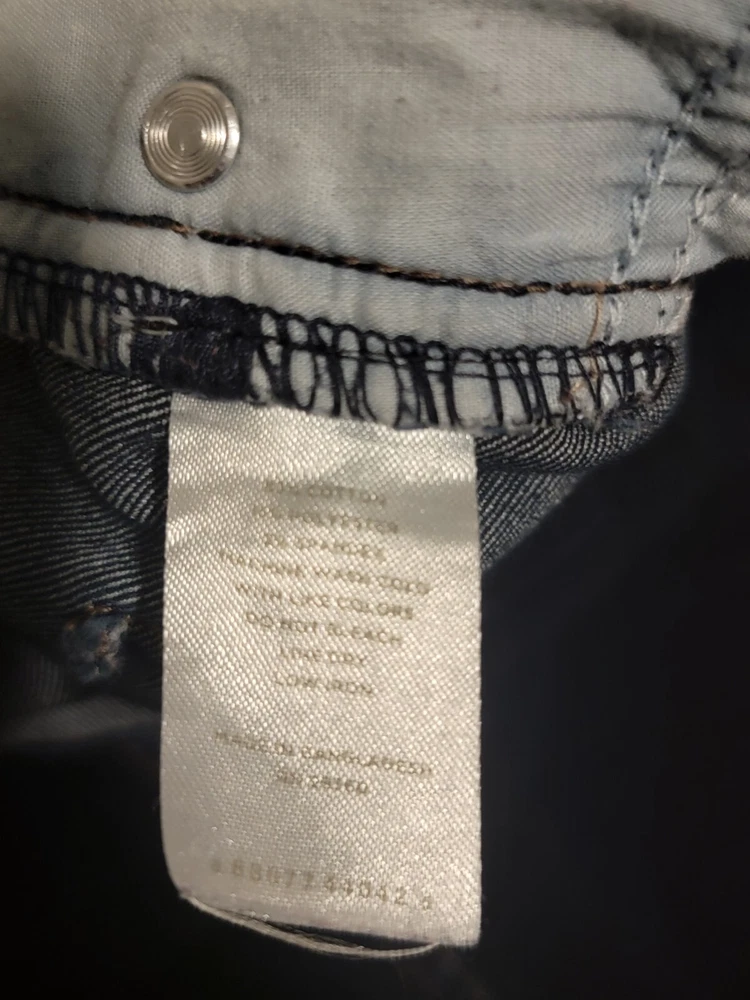 COTTON
POLYESTER
SPANDEX
MACHINE WASH COLD
WITH LIKE COLORS
DO NOT BLEACH
LINE DRY
LOW IRON
MADE IN BANGLADESH
RN